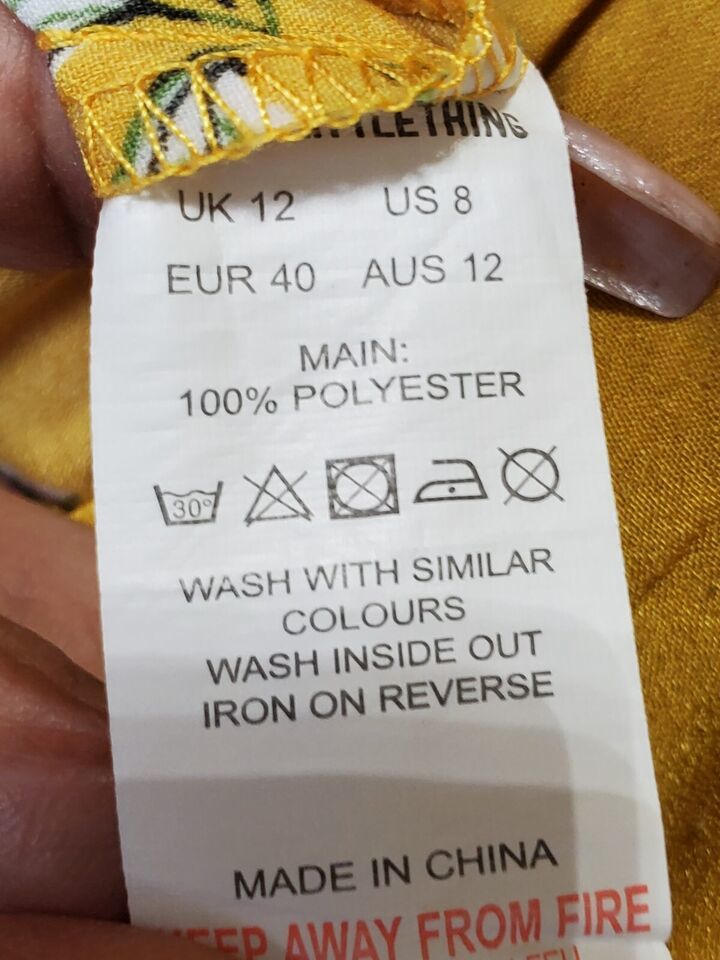 UK 12 US 8
EUR 40 AUS 12
MAIN:
100% POLYESTER
30°
WASH WITH SIMILAR
COLOURS
WASH INSIDE OUT
IRON ON REVERSE
MADE IN CHINA
AWAY FROM FIRE